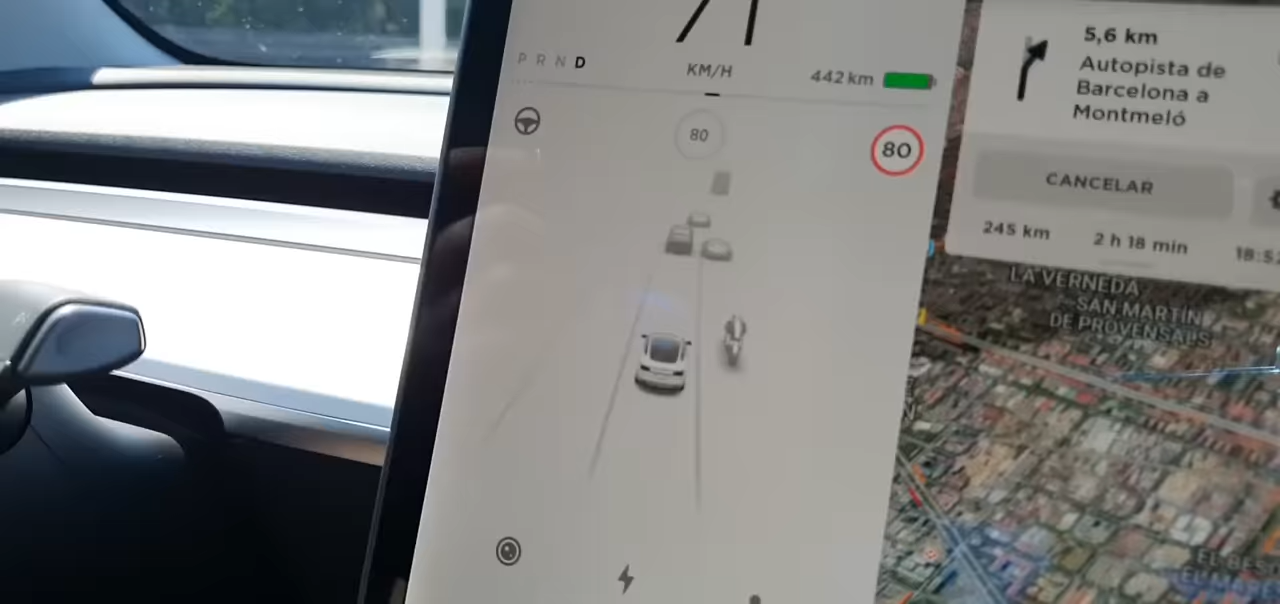 P R N D
KM/H
442 km
80
80
5,6 km
Autopista de
Barcelona a
Montmeló
CANCELAR
245 km
2 h 18 min
LA VERNEDA
SAN MARTÍN
DE PROVENSALS